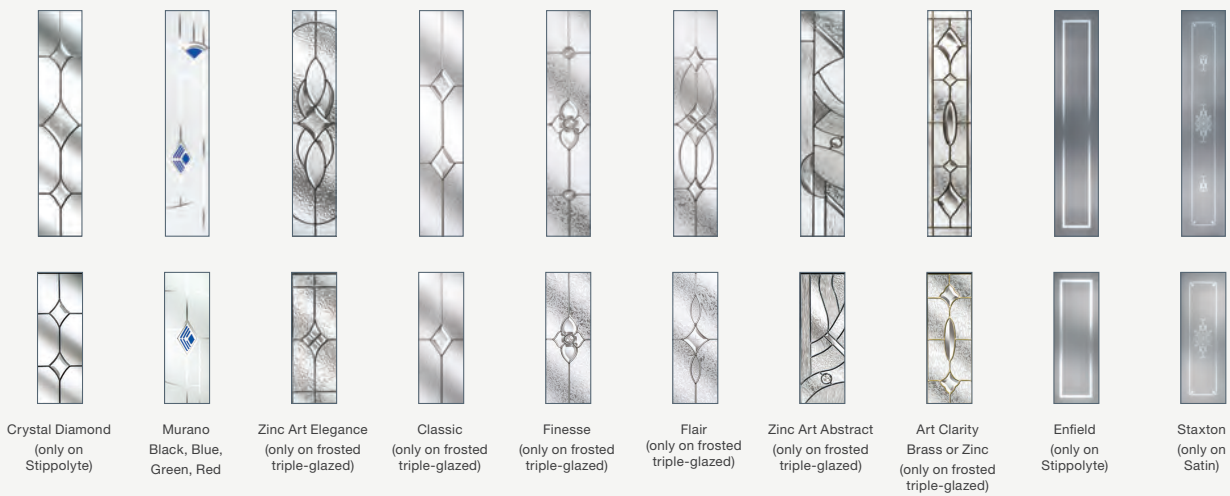 Crystal Diamond
(only on
Stippolyte)
Murano
Black, Blue,
Green, Red
Zinc Art Elegance
(only on frosted
triple-glazed)
Classic
(only on frosted
triple-glazed)
Finesse
(only on frosted
triple-glazed)
Flair
(only on frosted
triple-glazed)
Zinc Art Abstract
(only on frosted
triple-glazed)
Art Clarity
Brass or Zinc
(only on frosted
triple-glazed)
Enfield
(only on
Stippolyte)
Staxton
(only on
Satin)